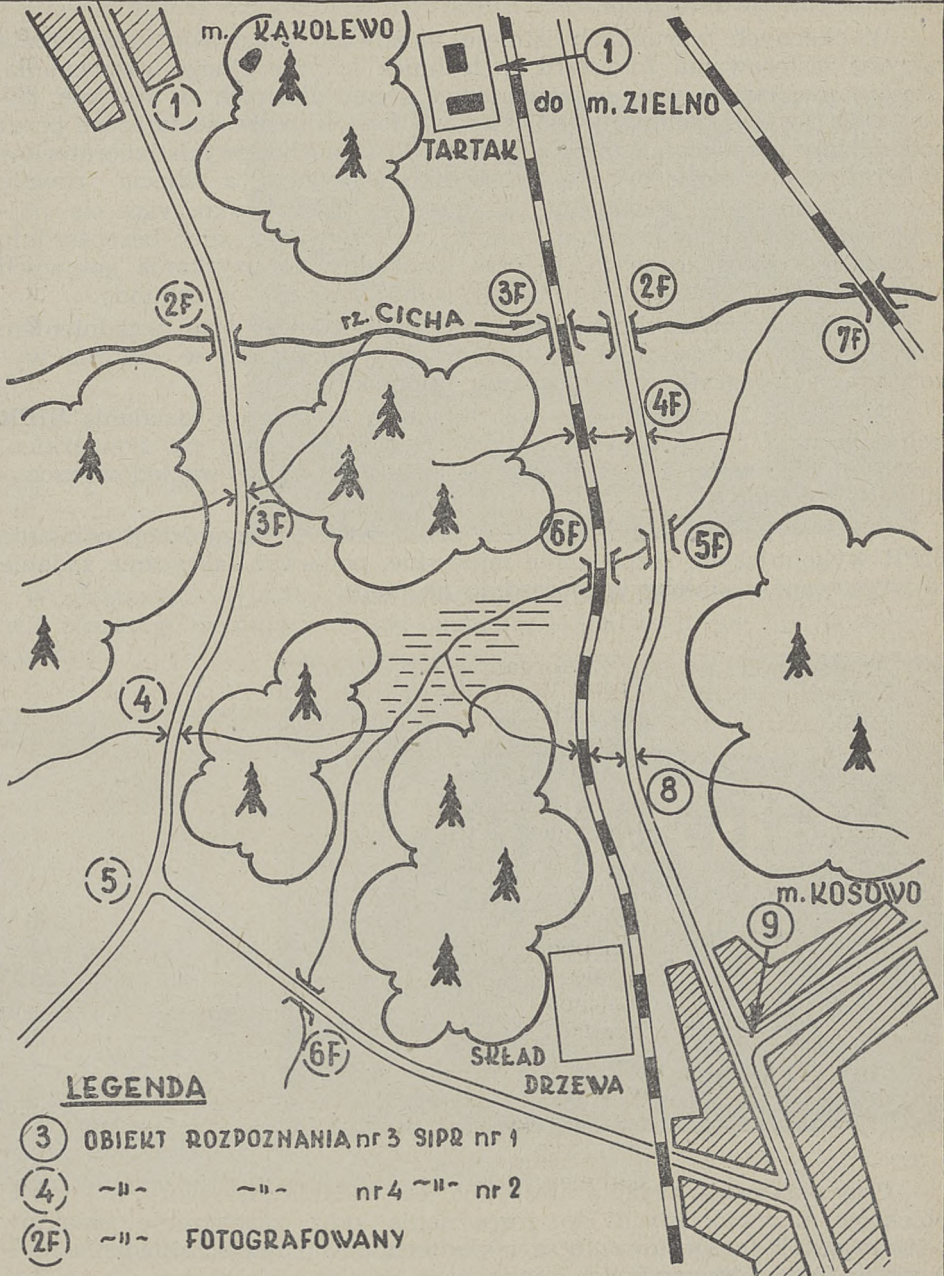 m. KĄKOLEWO
1
1
do m. ZIELNO
TARTAK
2F
rz. CICHA
3F
2F
7F
4F
3F
6F
5F
4
8
5
m. KOSOWO
9
6F
SKŁAD
DRZEWA
LEGENDA
3 OBIEKT ROZPOZNANIA nr 3 SIPR nr 1
4 ~"~ ~"~ nr 4 ~"~ nr 2
2F ~"~ FOTOGRAFOWANY